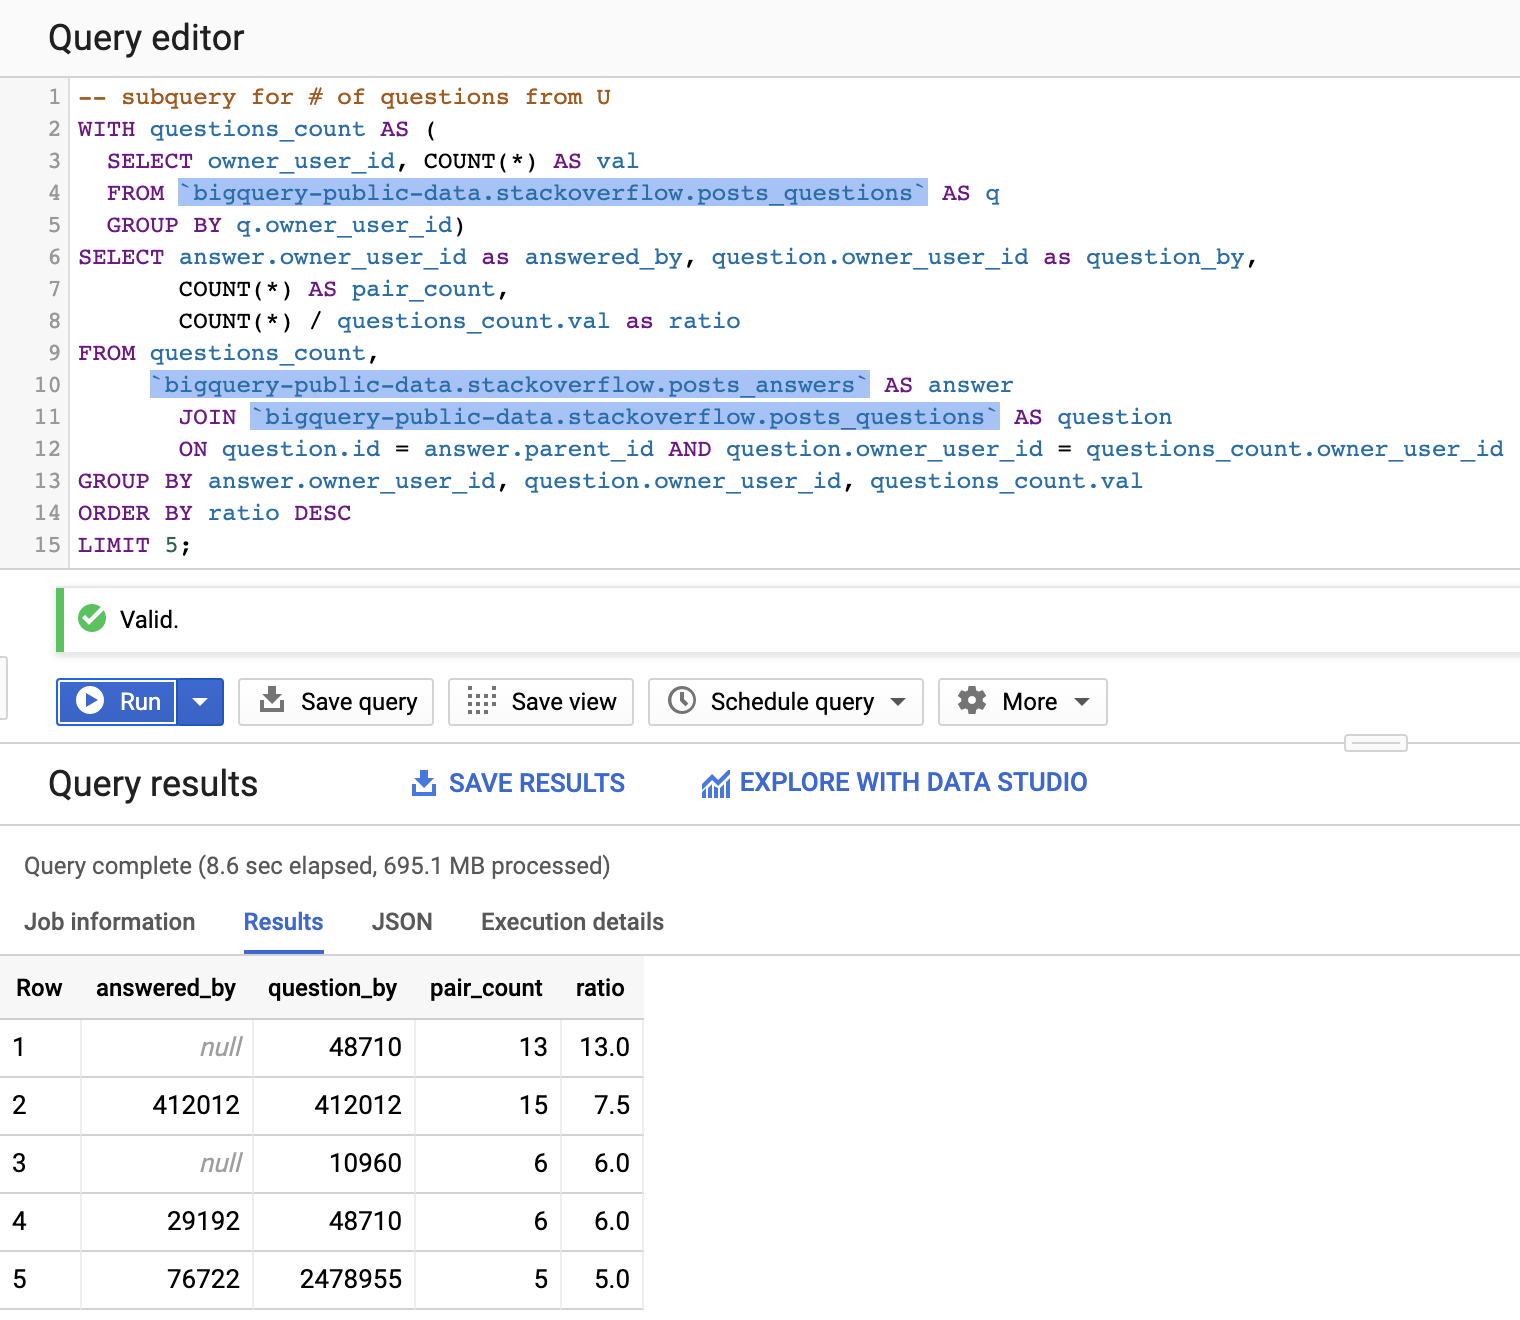 Query editor
1 -- subquery for # of questions from U
2 WITH questions_count AS (
3 SELECT owner_user_id, COUNT(*) AS val
4 FROM `bigquery-public-data.stackoverflow.posts_questions` AS q
5 GROUP BY q.owner_user_id)
6 SELECT answer.owner_user_id as answered_by, question.owner_user_id as question_by,
7 COUNT(*) AS pair_count,
8 COUNT(*) / questions_count.val as ratio
9 FROM questions_count,
10 `bigquery-public-data.stackoverflow.posts_answers` AS answer
11 JOIN `bigquery-public-data.stackoverflow.posts_questions` AS question
12 ON question.id = answer.parent_id AND question.owner_user_id = questions_count.owner_user_id
13 GROUP BY answer.owner_user_id, question.owner_user_id, questions_count.val
14 ORDER BY ratio DESC
15 LIMIT 5;
Valid.
Run Save query Save view Schedule query More
Query results SAVE RESULTS EXPLORE WITH DATA STUDIO
Query complete (8.6 sec elapsed, 695.1 MB processed)
Job information Results JSON Execution details
Row answered_by question_by pair_count ratio
1 null 48710 13 13.0
2 412012 412012 15 7.5
3 null 10960 6 6.0
4 29192 48710 6 6.0
5 76722 2478955 5 5.0